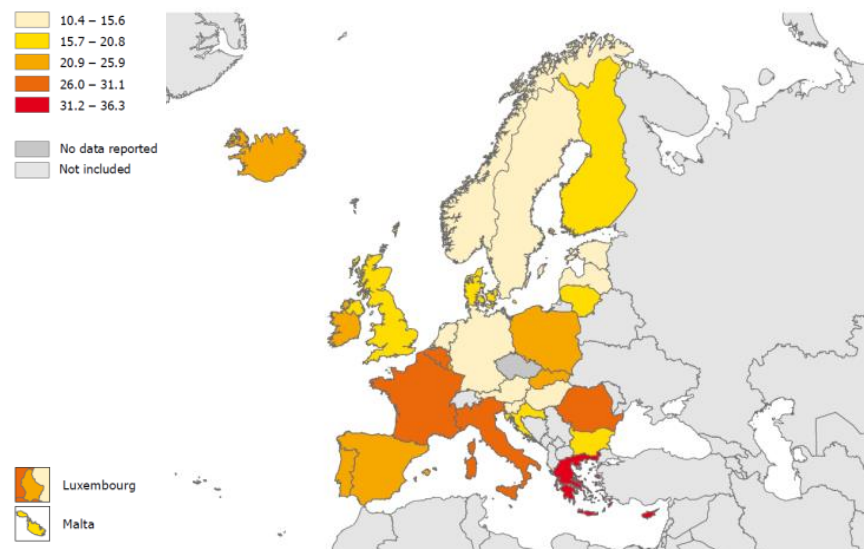 10.4 – 15.6
15.7 – 20.8
20.9 – 25.9
26.0 – 31.1
31.2 – 36.3
No data reported
Not included
Luxembourg
Malta